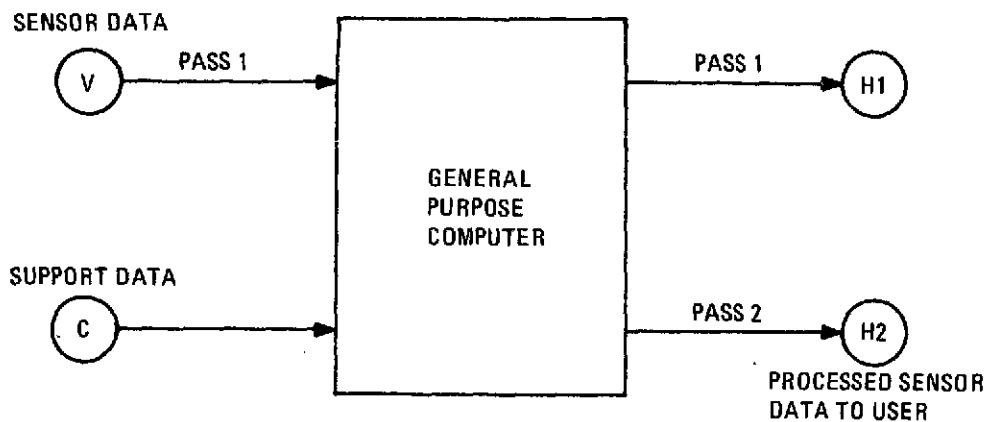 SENSOR DATA
V
PASS 1
PASS 1
H1
GENERAL
PURPOSE
COMPUTER
SUPPORT DATA
C
PASS 2
H2
PROCESSED SENSOR
DATA TO USER